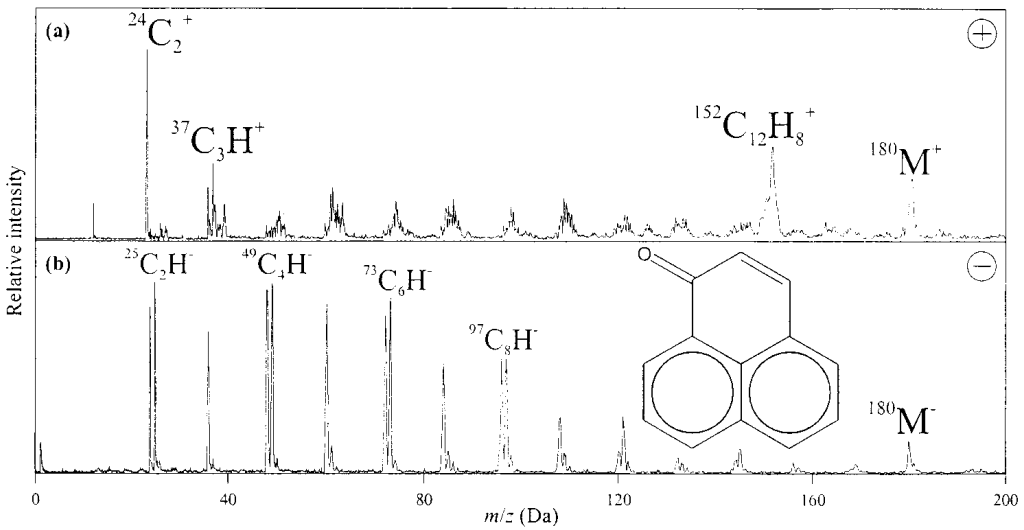 (a)
²⁴C₂⁺
³⁷C₃H⁺
¹⁵²C₁₂H₈⁺
¹⁸⁰M⁺
+
Relative intensity
(b)
²⁵C₂H⁻
⁴⁹C₄H⁻
⁷³C₆H⁻
⁹⁷C₈H⁻
O
¹⁸⁰M⁻
−
0 40 80 120 160 200
m/z (Da)